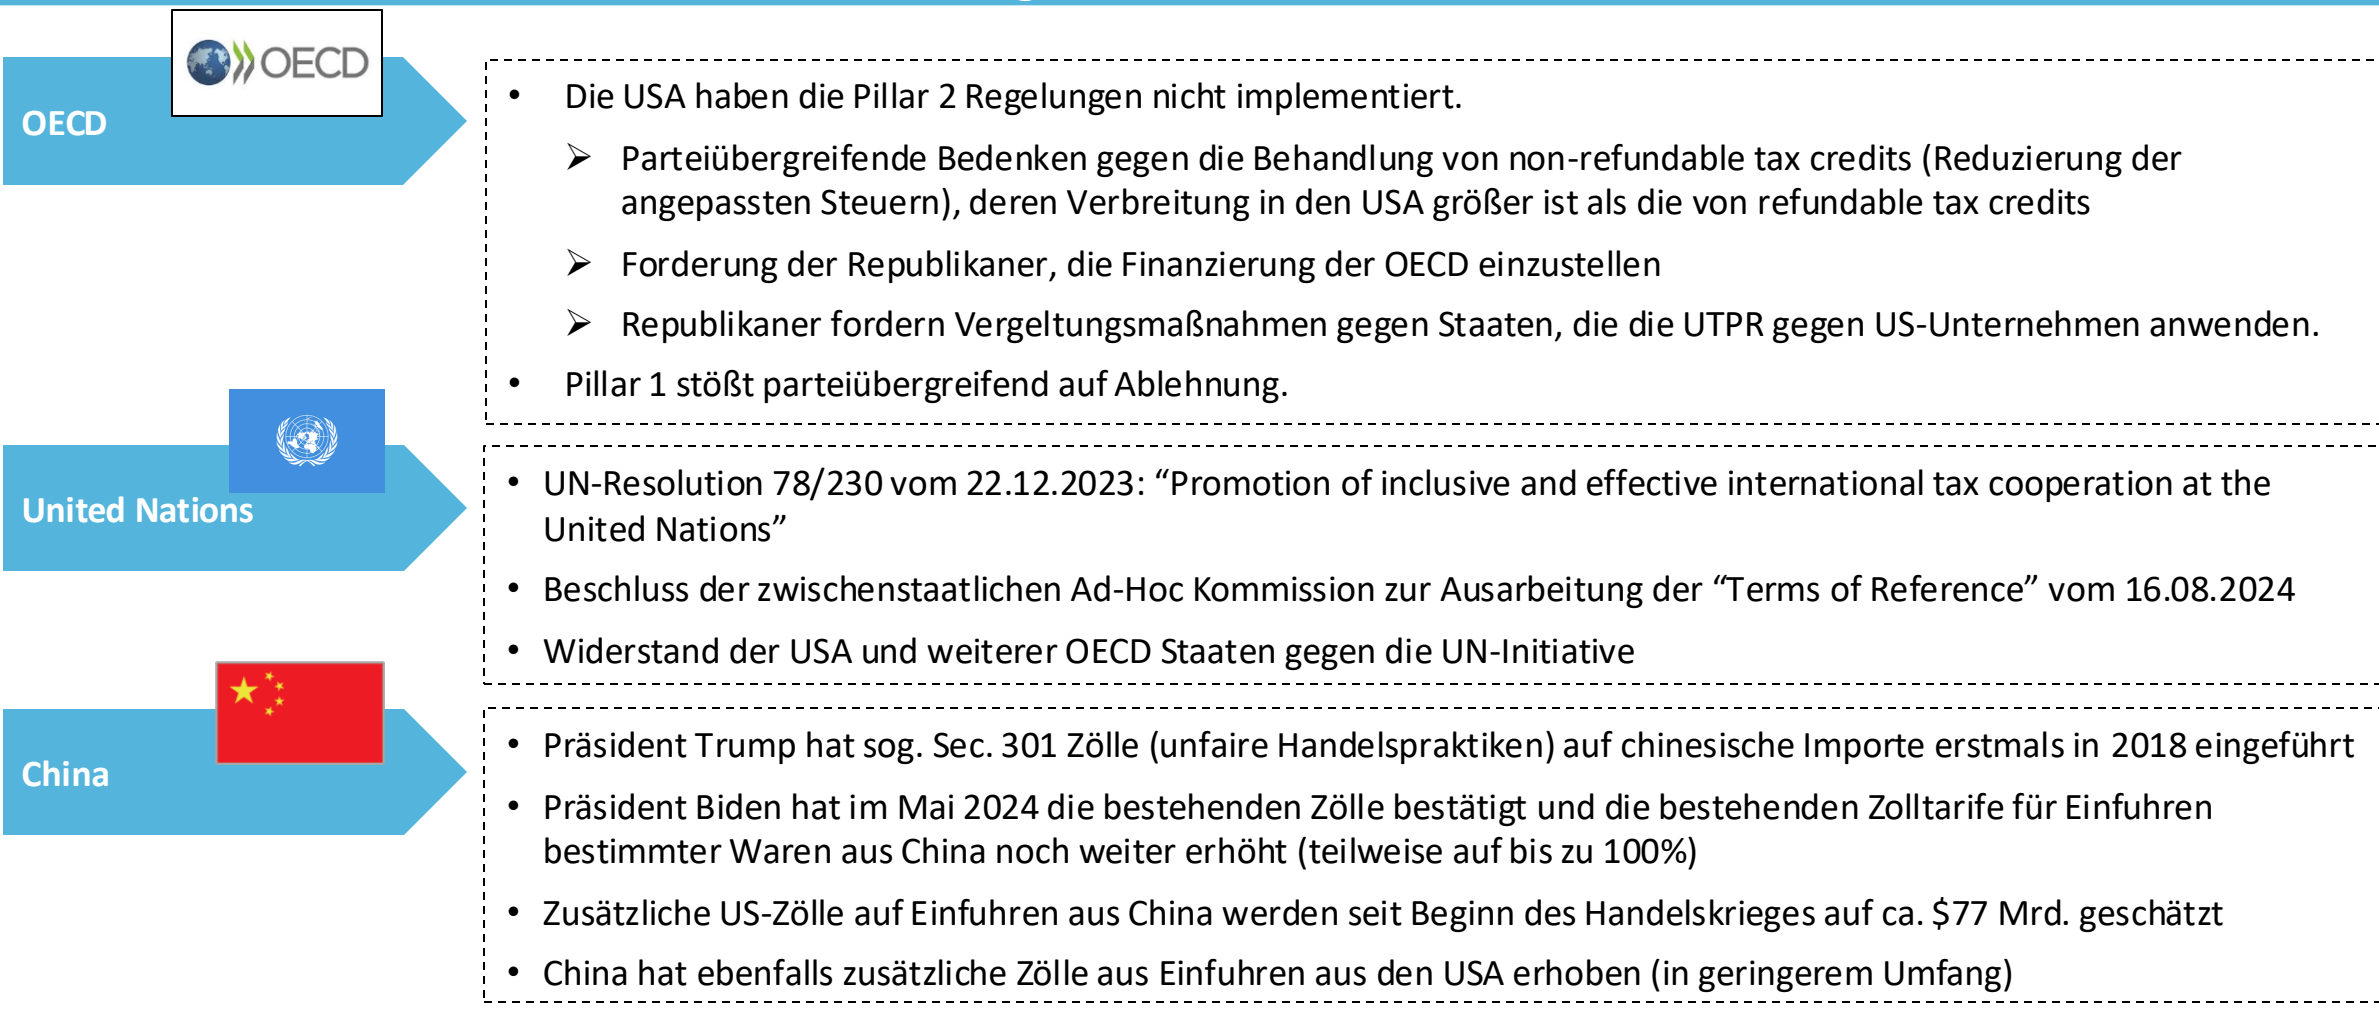 OECD
OECD
• Die USA haben die Pillar 2 Regelungen nicht implementiert.
➢ Parteiübergreifende Bedenken gegen die Behandlung von non-refundable tax credits (Reduzierung der
angepassten Steuern), deren Verbreitung in den USA größer ist als die von refundable tax credits
➢ Forderung der Republikaner, die Finanzierung der OECD einzustellen
➢ Republikaner fordern Vergeltungsmaßnahmen gegen Staaten, die die UTPR gegen US-Unternehmen anwenden.
• Pillar 1 stößt parteiübergreifend auf Ablehnung.
United Nations
• UN-Resolution 78/230 vom 22.12.2023: “Promotion of inclusive and effective international tax cooperation at the
United Nations”
• Beschluss der zwischenstaatlichen Ad-Hoc Kommission zur Ausarbeitung der “Terms of Reference” vom 16.08.2024
• Widerstand der USA und weiterer OECD Staaten gegen die UN-Initiative
China
• Präsident Trump hat sog. Sec. 301 Zölle (unfaire Handelspraktiken) auf chinesische Importe erstmals in 2018 eingeführt
• Präsident Biden hat im Mai 2024 die bestehenden Zölle bestätigt und die bestehenden Zolltarife für Einfuhren
bestimmter Waren aus China noch weiter erhöht (teilweise auf bis zu 100%)
• Zusätzliche US-Zölle auf Einfuhren aus China werden seit Beginn des Handelskrieges auf ca. $77 Mrd. geschätzt
• China hat ebenfalls zusätzliche Zölle aus Einfuhren aus den USA erhoben (in geringerem Umfang)